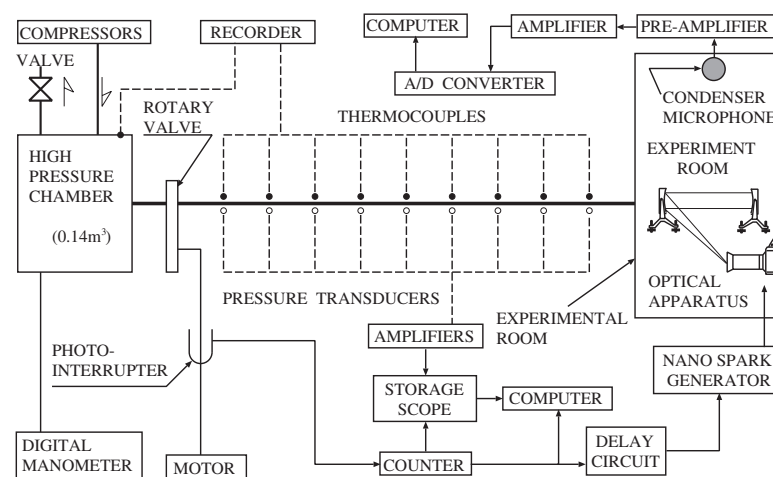 COMPRESSORS
RECORDER
COMPUTER
AMPLIFIER
PRE-AMPLIFIER
VALVE
A/D CONVERTER
ROTARY
VALVE
THERMOCOUPLES
CONDENSER
MICROPHONE
HIGH
PRESSURE
CHAMBER
(0.14m³)
EXPERIMENT
ROOM
OPTICAL
APPARATUS
PRESSURE TRANSDUCERS
EXPERIMENTAL
ROOM
PHOTO-
INTERRUPTER
AMPLIFIERS
NANO SPARK
GENERATOR
STORAGE
SCOPE
COMPUTER
DIGITAL
MANOMETER
MOTOR
COUNTER
DELAY
CIRCUIT